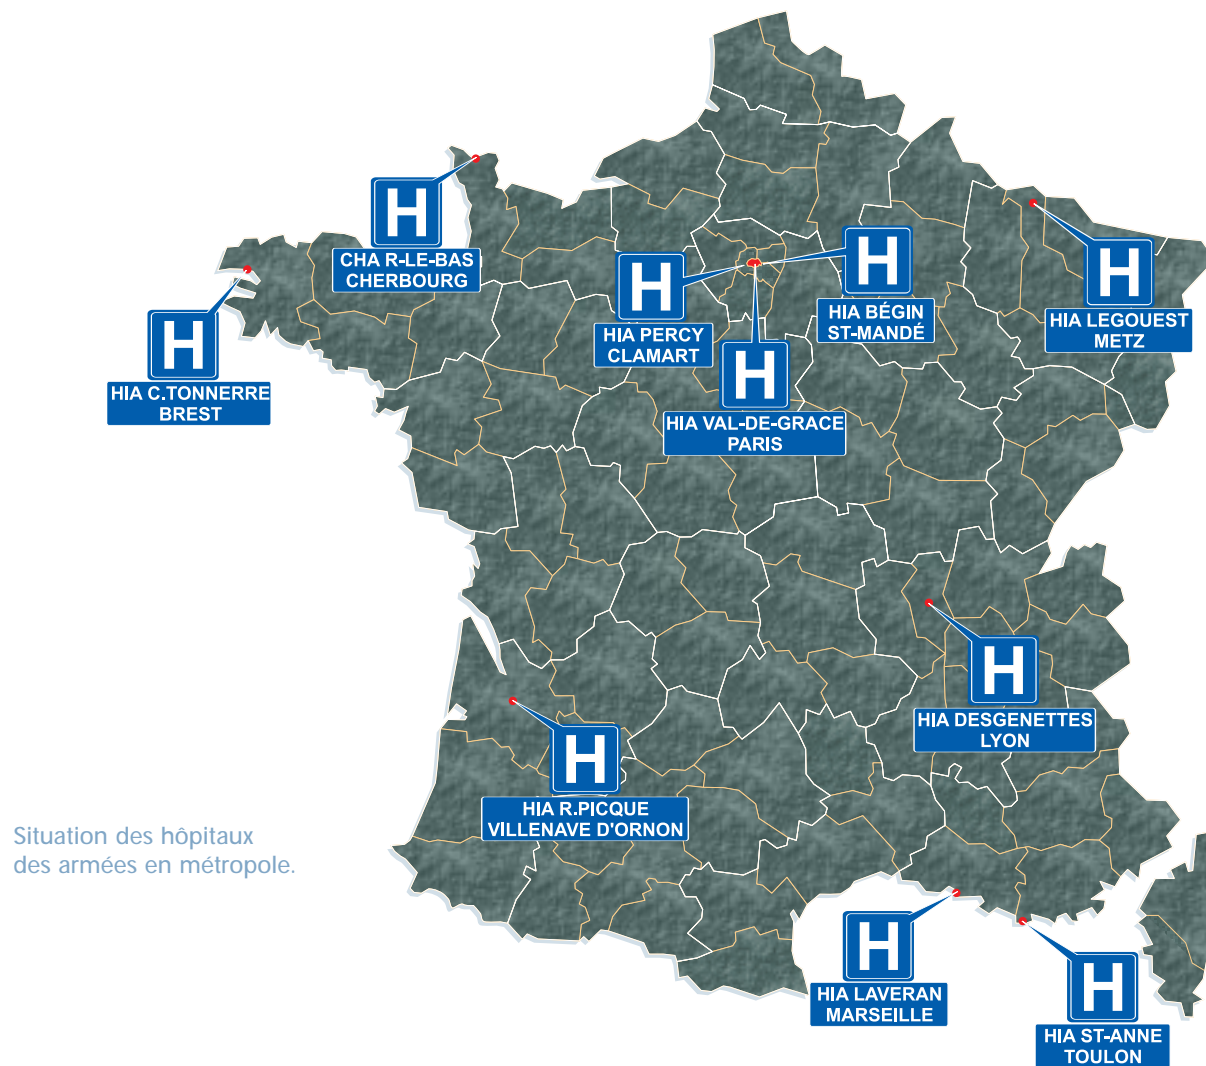 H
CHA R-LE-BAS
CHERBOURG
H
HIA C.TONNERRE
BREST
H
HIA PERCY
CLAMART
H
HIA BÉGIN
ST-MANDÉ
H
HIA VAL-DE-GRACE
PARIS
H
HIA LEGOUEST
METZ
H
HIA DESGENETTES
LYON
H
HIA R.PICQUE
VILLENAVE D'ORNON
Situation des hôpitaux
des armées en métropole.
H
HIA LAVERAN
MARSEILLE
H
HIA ST-ANNE
TOULON